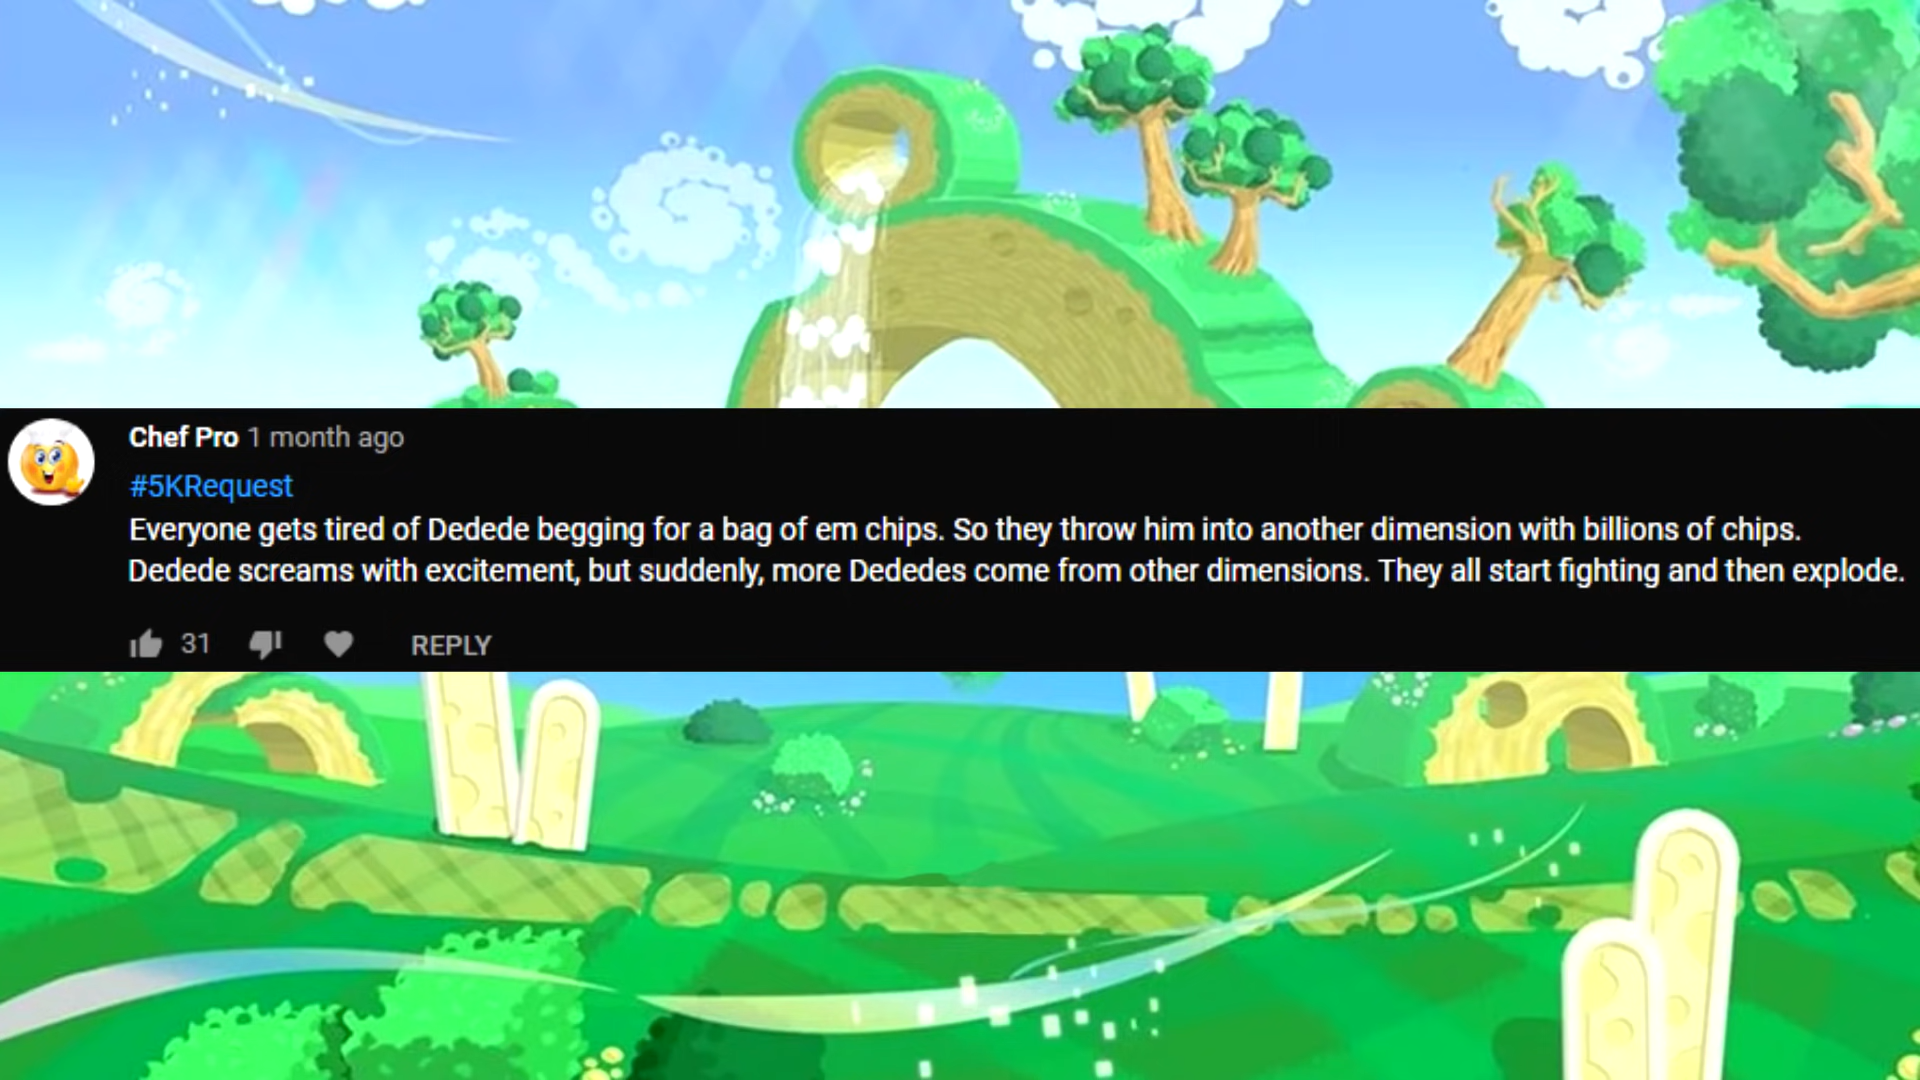 Chef Pro 1 month ago
#5KRequest
Everyone gets tired of Dedede begging for a bag of em chips. So they throw him into another dimension with billions of chips.
Dedede screams with excitement, but suddenly, more Dededes come from other dimensions. They all start fighting and then explode.
31 REPLY